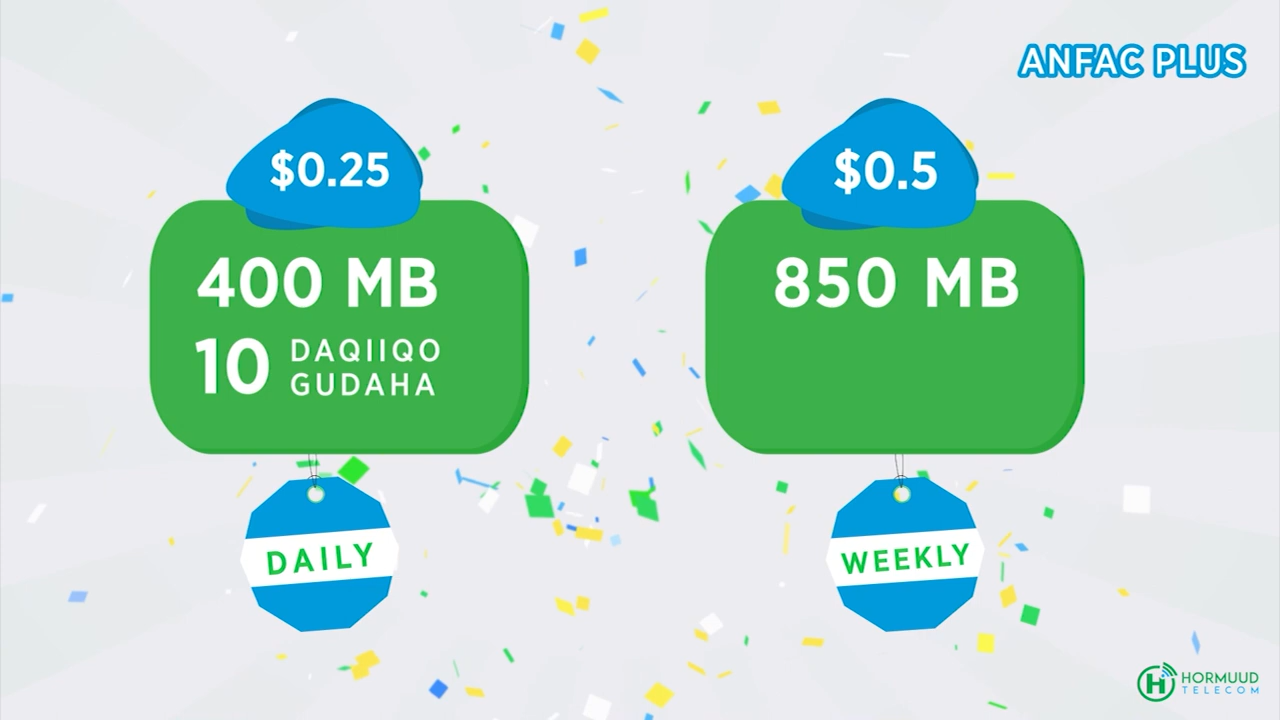 ANFAC PLUS
$0.25
400 MB
10 DAQIIQO
GUDAHA
DAILY
$0.5
850 MB
WEEKLY
HORMUUD
TELECOM